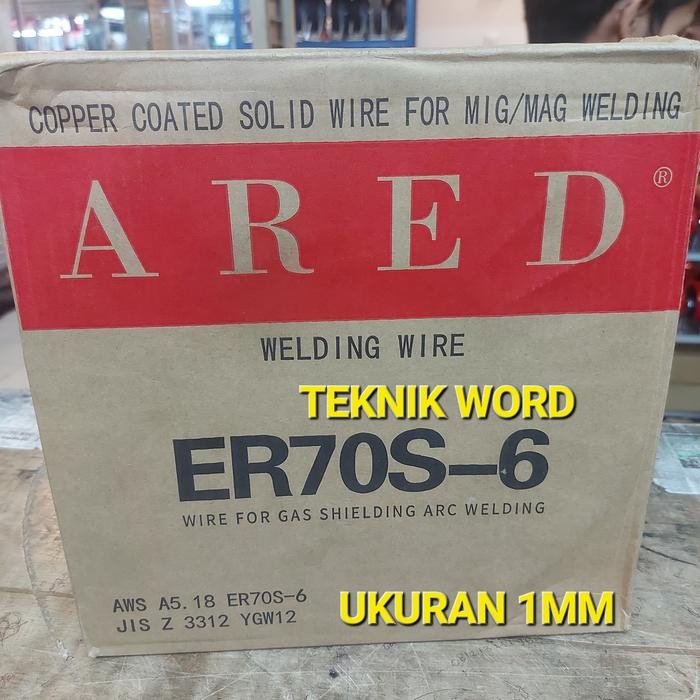 COPPER COATED SOLID WIRE FOR MIG/MAG WELDING
ARED®
WELDING WIRE
TEKNIK WORD
ER70S-6
WIRE FOR GAS SHIELDING ARC WELDING
AWS A5.18 ER70S-6
JIS Z 3312 YGW12
UKURAN 1MM